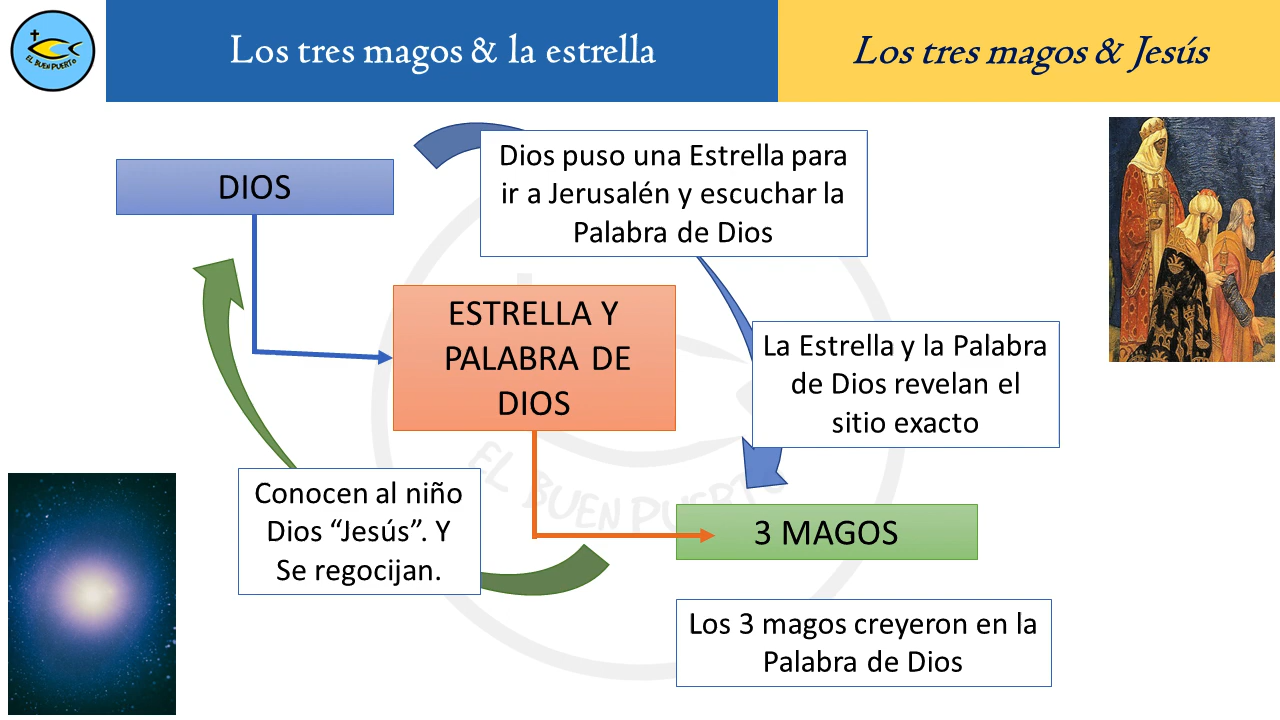 EL BUEN PUERTO
Los tres magos & la estrella
Los tres magos & Jesús
DIOS
Dios puso una Estrella para
ir a Jerusalén y escuchar la
Palabra de Dios
ESTRELLA Y
PALABRA DE
DIOS
La Estrella y la Palabra
de Dios revelan el
sitio exacto
Conocen al niño
Dios “Jesús”. Y
Se regocijan.
EL BUEN PUERTO
3 MAGOS
Los 3 magos creyeron en la
Palabra de Dios